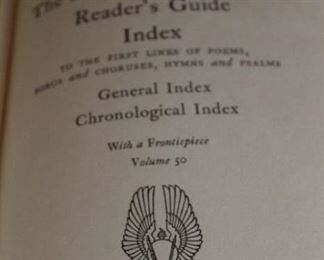 The
Reader's Guide
Index
TO THE FIRST LINES OF POEMS,
SONGS and CHORUSES, HYMNS and PSALMS
General Index
Chronological Index
With a Frontispiece
Volume 50